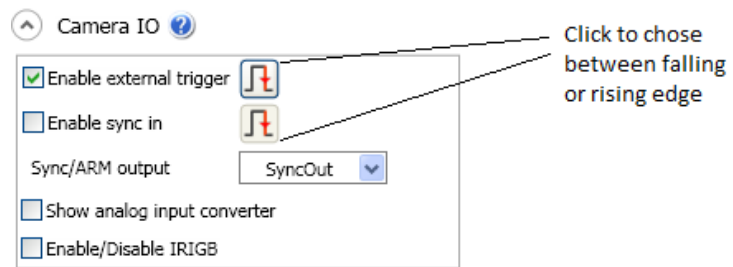 Camera IO ?
Click to chose
between falling
or rising edge
Enable external trigger
Enable sync in
Sync/ARM output SyncOut
Show analog input converter
Enable/Disable IRIGB